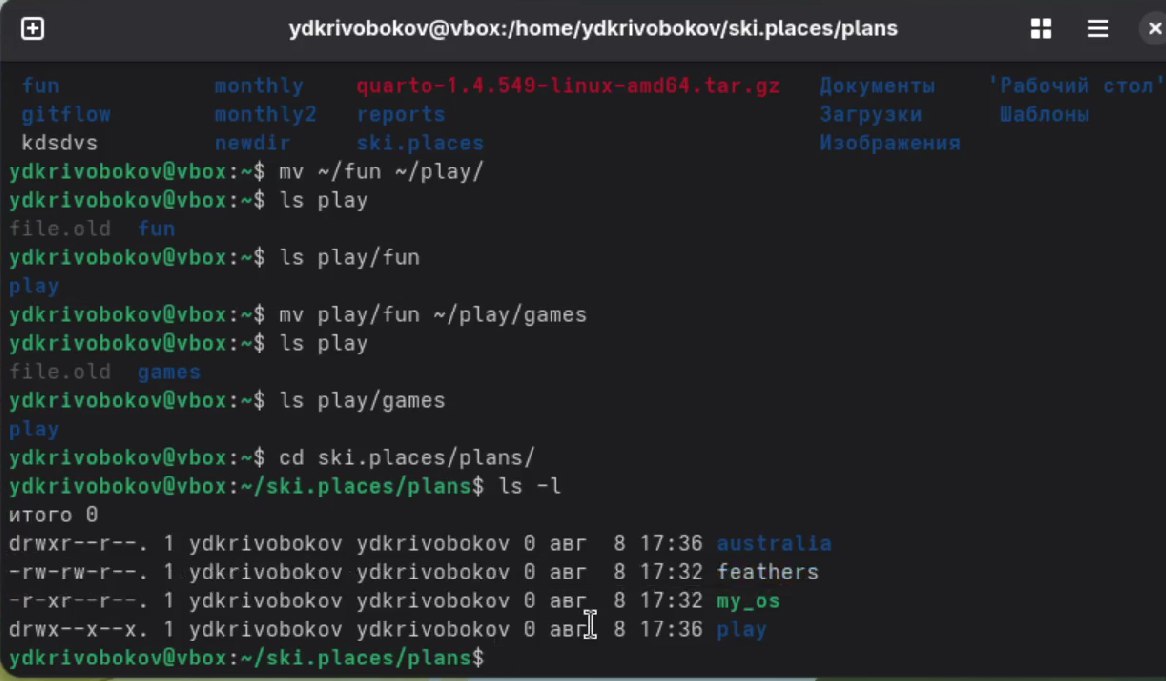 ydkrivobokov@vbox:/home/ydkrivobokov/ski.places/plans
fun monthly quarto-1.4.549-linux-amd64.tar.gz Документы 'Рабочий стол'
gitflow monthly2 reports Загрузки Шаблоны
kdsdvs newdir ski.places Изображения
ydkrivobokov@vbox:~$ mv ~/fun ~/play/
ydkrivobokov@vbox:~$ ls play
file.old fun
ydkrivobokov@vbox:~$ ls play/fun
play
ydkrivobokov@vbox:~$ mv play/fun ~/play/games
ydkrivobokov@vbox:~$ ls play
file.old games
ydkrivobokov@vbox:~$ ls play/games
play
ydkrivobokov@vbox:~$ cd ski.places/plans/
ydkrivobokov@vbox:~/ski.places/plans$ ls -l
итого 0
drwxr--r--. 1 ydkrivobokov ydkrivobokov 0 авг 8 17:36 australia
-rw-rw-r--. 1 ydkrivobokov ydkrivobokov 0 авг 8 17:32 feathers
-r-xr--r--. 1 ydkrivobokov ydkrivobokov 0 авг 8 17:32 my_os
drwx--x--x. 1 ydkrivobokov ydkrivobokov 0 авг 8 17:36 play
ydkrivobokov@vbox:~/ski.places/plans$